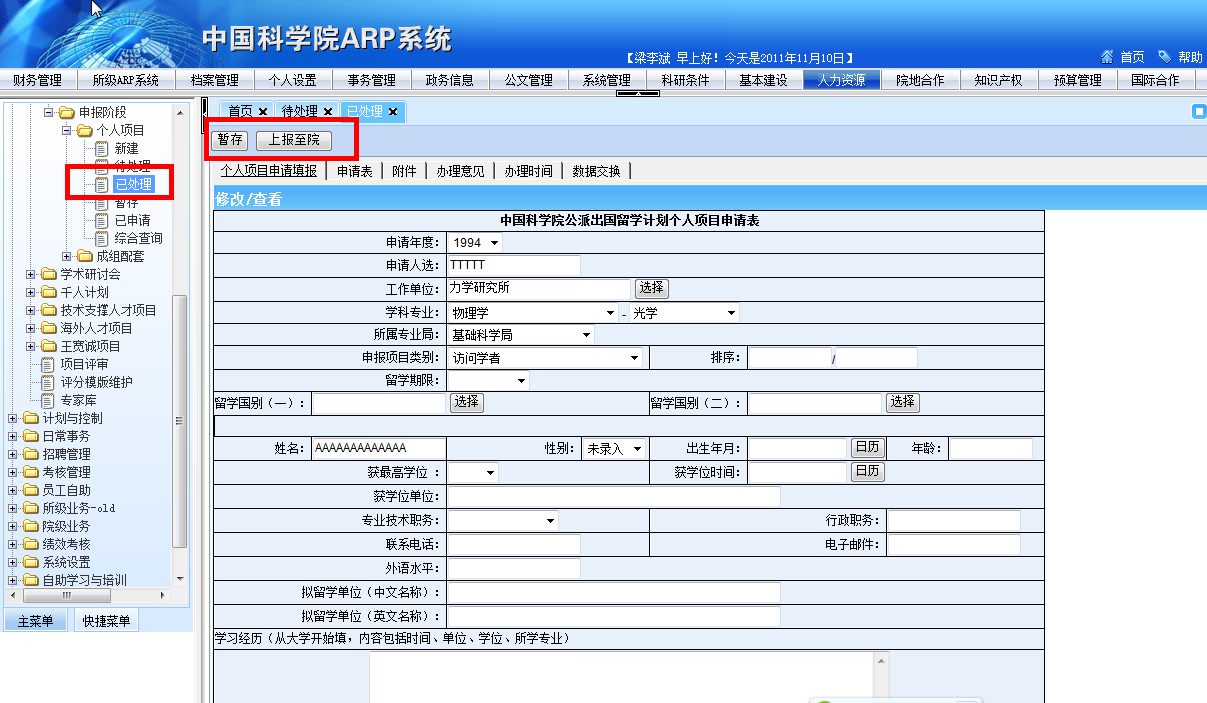 中国科学院ARP系统
【梁李斌 早上好！今天是2011年11月10日】
首页 帮助
财务管理 所级ARP系统 档案管理 个人设置 事务管理 政务信息 公文管理 系统管理 科研条件 基本建设 人力资源 院地合作 知识产权 预算管理 国际合作
申报阶段
个人项目
新建
待处理
已处理
暂存
已申请
综合查询
成组配套
学术研讨会
千人计划
技术支撑人才项目
海外人才项目
王宽诚项目
项目评审
评分模版维护
专家库
计划与控制
日常事务
招聘管理
考核管理
员工自助
所级业务-old
院级业务
绩效考核
系统设置
自助学习与培训
主菜单 快捷菜单
首页 待处理 已处理
暂存 上报至院
个人项目申请填报 申请表 附件 办理意见 办理时间 数据交换
修改/查看
中国科学院公派出国留学计划个人项目申请表
申请年度： 1994
申请人选： TTTTT
工作单位： 力学研究所 选择
学科专业： 物理学 - 光学
所属专业局： 基础科学局
申报项目类别： 访问学者 排序： /
留学期限：
留学国别（一）： 选择 留学国别（二）： 选择
姓名： AAAAAAAAAAAAA 性别： 未录入 出生年月： 日历 年龄：
获最高学位 ： 获学位时间： 日历
获学位单位：
专业技术职务： 行政职务：
联系电话： 电子邮件：
外语水平：
拟留学单位（中文名称）：
拟留学单位（英文名称）：
学习经历（从大学开始填，内容包括时间、单位、学位、所学专业）